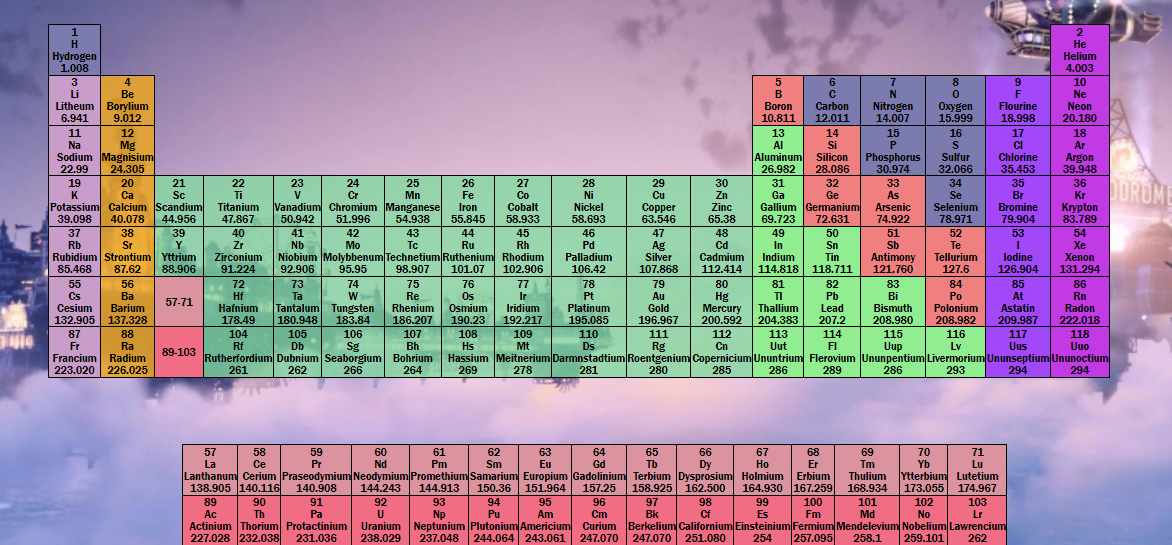 1 2
H He
Hydrogen Helium
1.008 4.003
3 4 5 6 7 8 9 10
Li Be B C N O F Ne
Litheum Borylium Boron Carbon Nitrogen Oxygen Flourine Neon
6.941 9.012 10.811 12.011 14.007 15.999 18.998 20.180
11 12 13 14 15 16 17 18
Na Mg Al Si P S Cl Ar
Sodium Magnisium Aluminum Silicon Phosphorus Sulfur Chlorine Argon
22.99 24.305 26.982 28.086 30.974 32.066 35.453 39.948
19 20 21 22 23 24 25 26 27 28 29 30 31 32 33 34 35 36
K Ca Sc Ti V Cr Mn Fe Co Ni Cu Zn Ga Ge As Se Br Kr
Potassium Calcium Scandium Titanium Vanadium Chromium Manganese Iron Cobalt Nickel Copper Zinc Gallium Germanium Arsenic Selenium Bromine Krypton
39.098 40.078 44.956 47.867 50.942 51.996 54.938 55.845 58.933 58.693 63.546 65.38 69.723 72.631 74.922 78.971 79.904 83.789
37 38 39 40 41 42 43 44 45 46 47 48 49 50 51 52 53 54
Rb Sr Y Zr Nb Mo Tc Ru Rh Pd Ag Cd In Sn Sb Te I Xe
Rubidium Strontium Yttrium Zirconium Niobium Molybbenum Technetium Ruthenium Rhodium Palladium Silver Cadmium Indium Tin Antimony Tellurium Iodine Xenon
85.468 87.62 88.906 91.224 92.906 95.95 98.907 101.07 102.906 106.42 107.868 112.414 114.818 118.711 121.760 127.6 126.904 131.294
55 56 72 73 74 75 76 77 78 79 80 81 82 83 84 85 86
Cs Ba Hf Ta W Re Os Ir Pt Au Hg Tl Pb Bi Po At Rn
Cesium Barium 57-71 Hafnium Tantalum Tungsten Rhenium Osmium Iridium Platinum Gold Mercury Thallium Lead Bismuth Polonium Astatin Radon
132.905 137.328 178.49 180.948 183.84 186.207 190.23 192.217 195.085 196.967 200.592 204.383 207.2 208.980 208.982 209.987 222.018
87 88 104 105 106 107 108 109 110 111 112 113 114 115 116 117 118
Fr Ra Rf Db Sg Bh Hs Mt Ds Rg Cn Uut Fl Uup Lv Uus Uuo
Francium Radium 89-103 Rutherfordium Dubnium Seaborgium Bohrium Hassium Meitnerium Darmnstadtium Roentgenium Copernicium Ununtrium Flerovium Ununpentium Livermorium Ununseptium Ununoctium
223.020 226.025 261 262 266 264 269 278 281 280 285 286 289 286 293 294 294
57 58 59 60 61 62 63 64 65 66 67 68 69 70 71
La Ce Pr Nd Pm Sm Eu Gd Tb Dy Ho Er Tm Yb Lu
Lanthanum Cerium Praseodymium Neodymium Promethium Samarium Europium Gadolinium Terbium Dysprosium Holmium Erbium Thulium Ytterbium Lutetium
138.905 140.116 140.908 144.243 144.913 150.36 151.964 157.25 158.925 162.500 164.930 167.259 168.934 173.055 174.967
89 90 91 92 93 94 95 96 97 98 99 100 101 102 103
Ac Th Pa U Np Pu Am Cm Bk Cf Es Fm Md No Lr
Actinium Thorium Protactinium Uranium Neptunium Plutonium Americium Curium Berkelium Californium Einsteinium Fermium Mendelevium Nobelium Lawrencium
227.028 232.038 231.036 238.029 237.048 244.064 243.061 247.070 247.070 251.080 254 257.095 258.1 259.101 262